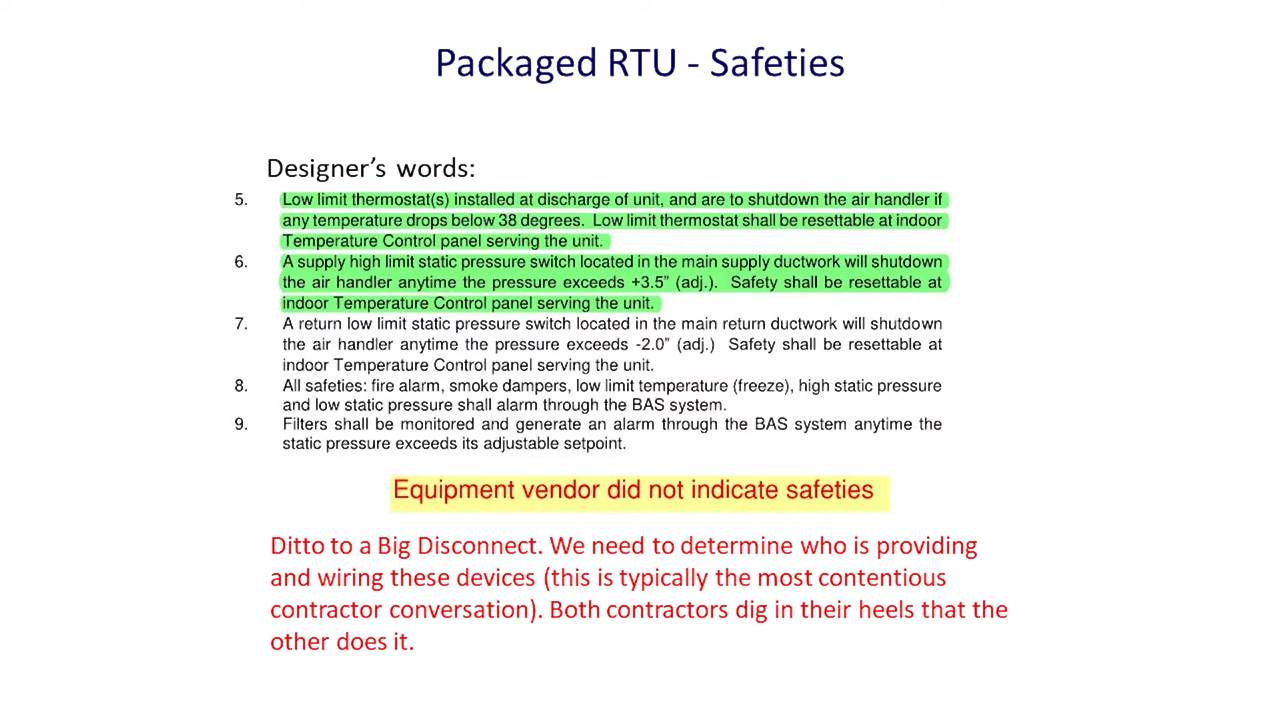 Packaged RTU - Safeties
Designer’s words:
5. Low limit thermostat(s) installed at discharge of unit, and are to shutdown the air handler if
any temperature drops below 38 degrees. Low limit thermostat shall be resettable at indoor
Temperature Control panel serving the unit.
6. A supply high limit static pressure switch located in the main supply ductwork will shutdown
the air handler anytime the pressure exceeds +3.5” (adj.). Safety shall be resettable at
indoor Temperature Control panel serving the unit.
7. A return low limit static pressure switch located in the main return ductwork will shutdown
the air handler anytime the pressure exceeds -2.0” (adj.) Safety shall be resettable at
indoor Temperature Control panel serving the unit.
8. All safeties: fire alarm, smoke dampers, low limit temperature (freeze), high static pressure
and low static pressure shall alarm through the BAS system.
9. Filters shall be monitored and generate an alarm through the BAS system anytime the
static pressure exceeds its adjustable setpoint.
Equipment vendor did not indicate safeties
Ditto to a Big Disconnect. We need to determine who is providing
and wiring these devices (this is typically the most contentious
contractor conversation). Both contractors dig in their heels that the
other does it.